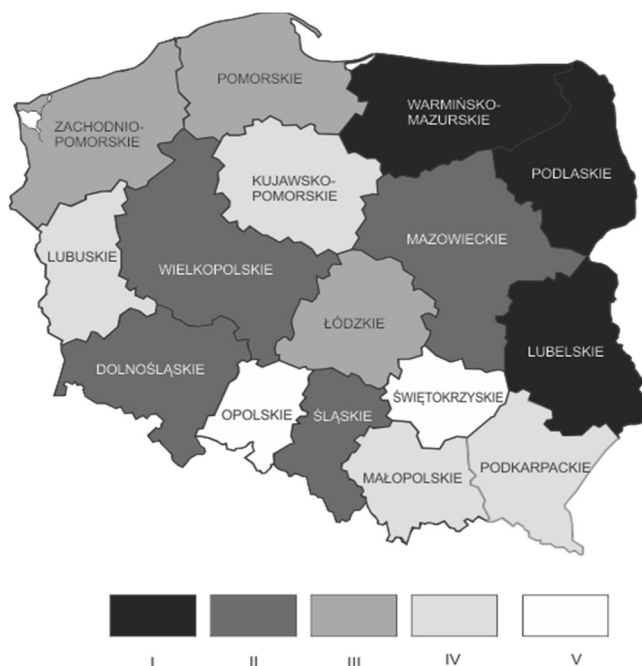 POMORSKIE
WARMIŃSKO-
MAZURSKIE
ZACHODNIO-
POMORSKIE
PODLASKIE
KUJAWSKO-
POMORSKIE
MAZOWIECKIE
LUBUSKIE
WIELKOPOLSKIE
ŁÓDZKIE
LUBELSKIE
DOLNOŚLĄSKIE
ŚWIĘTOKRZYSKIE
OPOLSKIE
ŚLĄSKIE
PODKARPACKIE
MAŁOPOLSKIE
I II III IV V